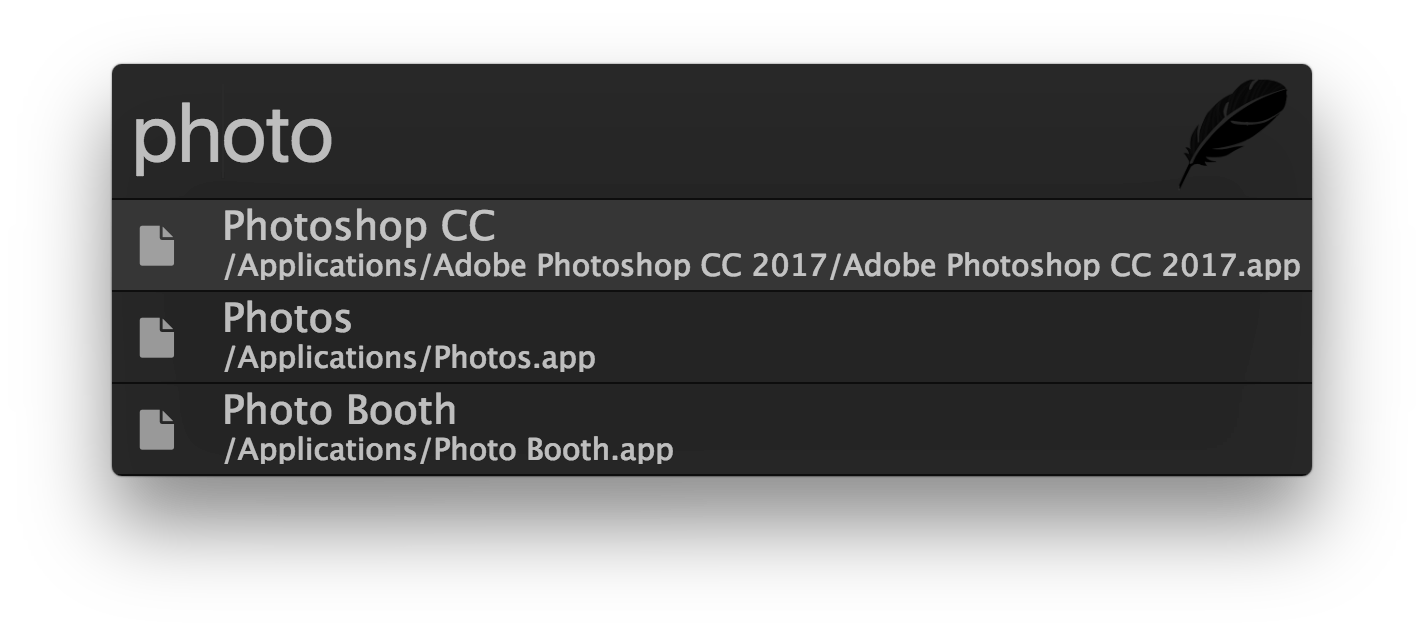 photo
Photoshop CC
/Applications/Adobe Photoshop CC 2017/Adobe Photoshop CC 2017.app
Photos
/Applications/Photos.app
Photo Booth
/Applications/Photo Booth.app